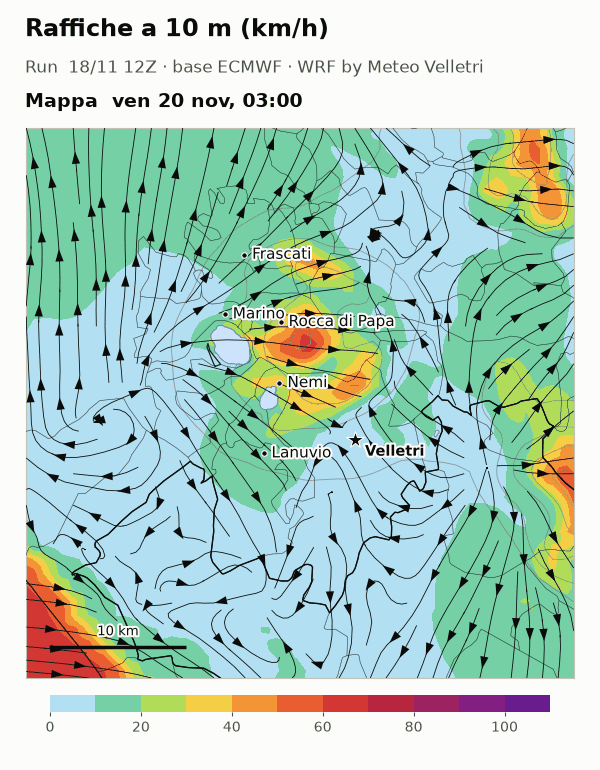 Raffiche a 10 m (km/h)
Run 18/11 12Z · base ECMWF · WRF by Meteo Velletri
Mappa ven 20 nov, 03:00
Frascati
Marino
Rocca di Papa
Nemi
Velletri
Lanuvio
10 km
0 20 40 60 80 100